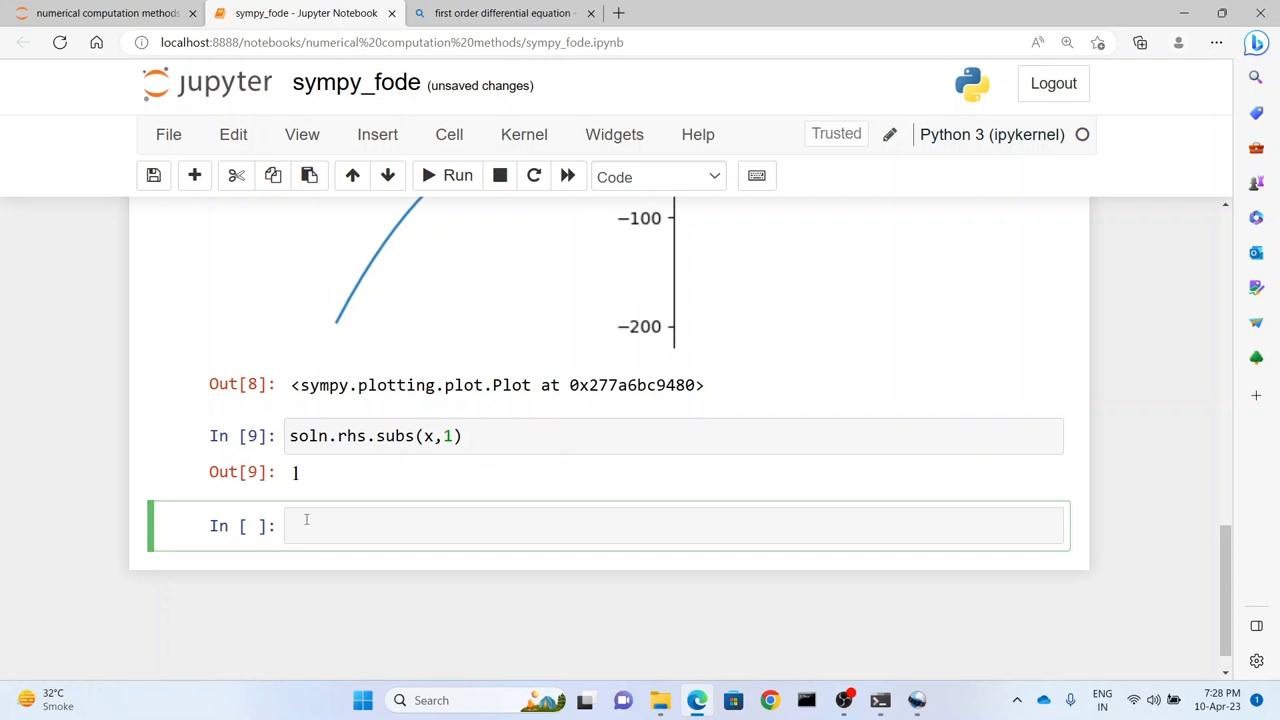 numerical computation methods
sympy_fode - Jupyter Notebook
first order differential equation -
localhost:8888/notebooks/numerical%20computation%20methods/sympy_fode.ipynb
jupyter sympy_fode (unsaved changes)
Logout
File Edit View Insert Cell Kernel Widgets Help
Trusted
Python 3 (ipykernel)
Run
Code
−100
−200
Out[8]: <sympy.plotting.plot.Plot at 0x277a6bc9480>
In [9]: soln.rhs.subs(x,1)
Out[9]: 1
In [ ]:
32°C
Smoke
Search
ENG
IN
7:28 PM
10-Apr-23
1